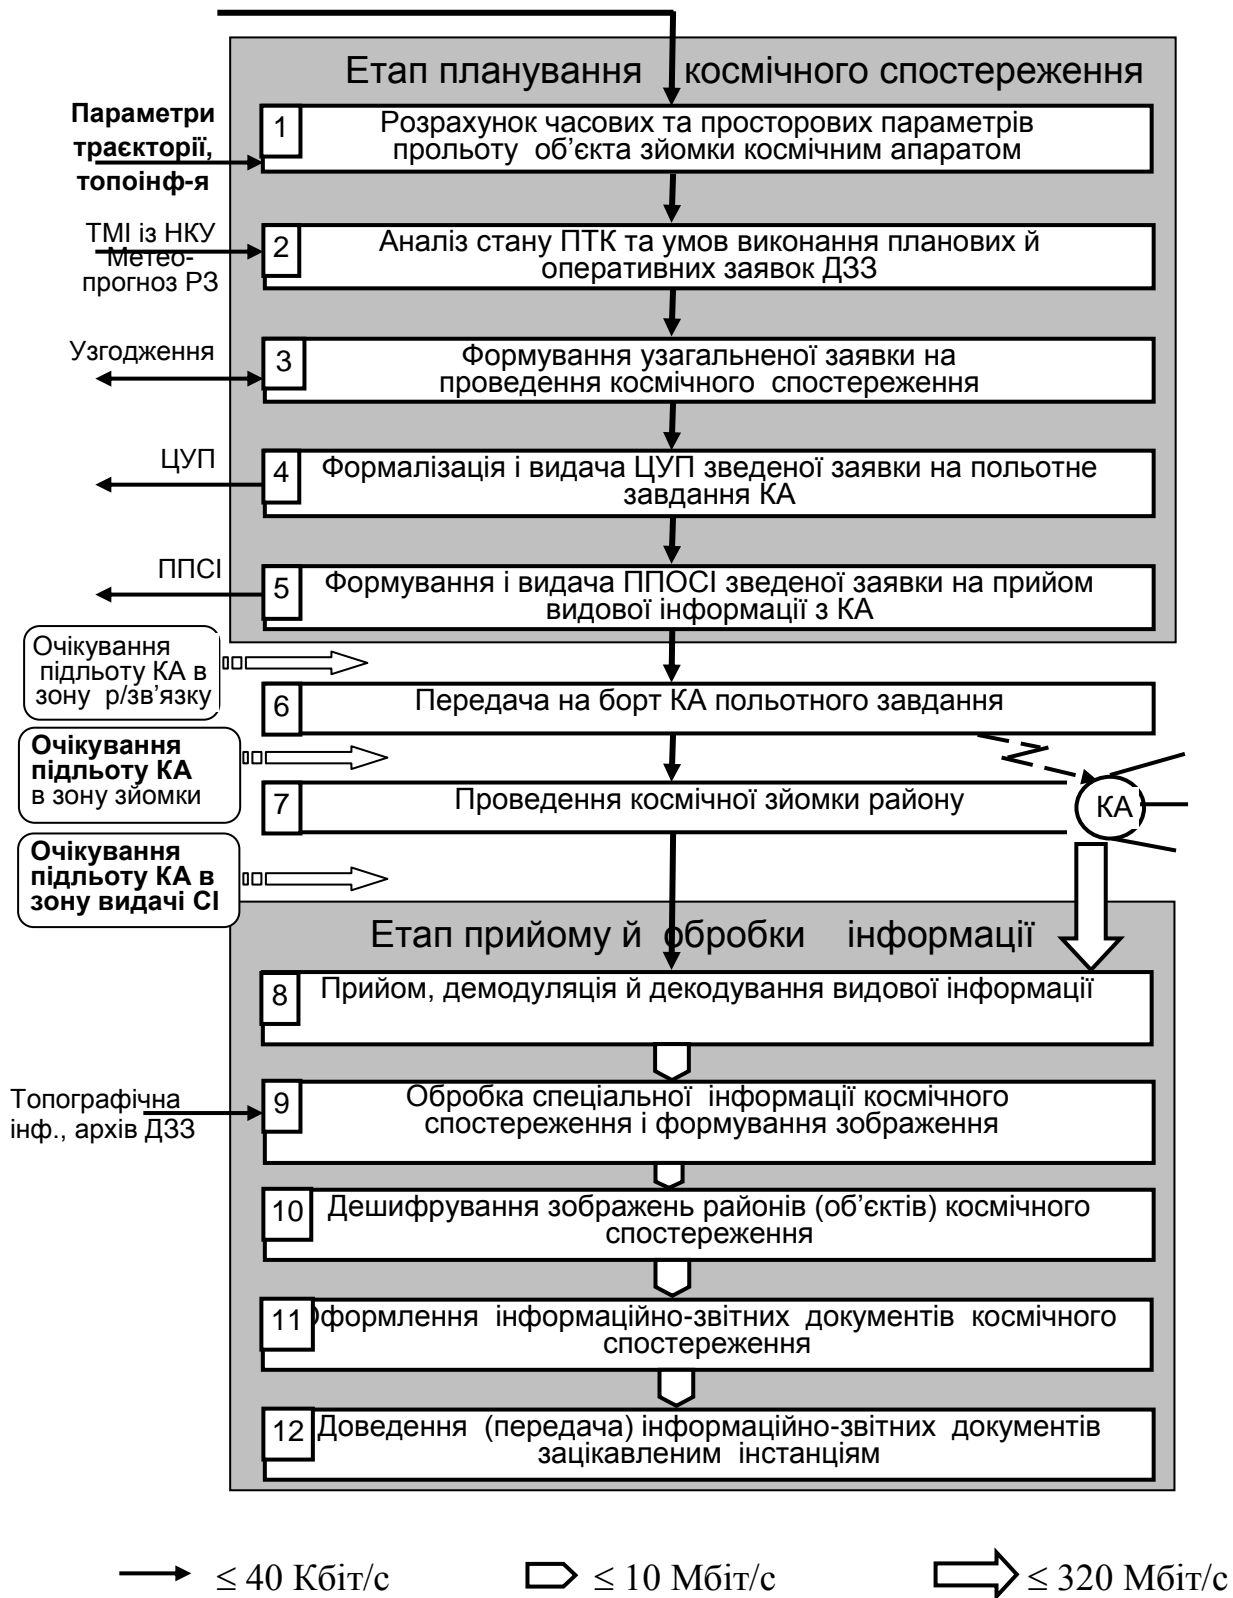 Етап планування космічного спостереження
Параметри
траєкторії,
топоінф-я
1
Розрахунок часових та просторових параметрів
прольоту об’єкта зйомки космічним апаратом
ТМІ із НКУ
Метео-
прогноз РЗ
2
Аналіз стану ПТК та умов виконання планових й
оперативних заявок ДЗЗ
Узгодження
3
Формування узагальненої заявки на
проведення космічного спостереження
ЦУП
4
Формалізація і видача ЦУП зведеної заявки на польотне
завдання КА
ППСІ
5
Формування і видача ППОСІ зведеної заявки на прийом
видової інформації з КА
Очікування
підльоту КА в
зону р/зв’язку
6
Передача на борт КА польотного завдання
Очікування
підльоту КА
в зону зйомки
7
Проведення космічної зйомки району
КА
Очікування
підльоту КА в
зону видачі СІ
Етап прийому й обробки інформації
8
Прийом, демодуляція й декодування видової інформації
Топографічна
інф., архів ДЗЗ
9
Обробка спеціальної інформації космічного
спостереження і формування зображення
10
Дешифрування зображень районів (об’єктів) космічного
спостереження
11
Оформлення інформаційно-звітних документів космічного
спостереження
12
Доведення (передача) інформаційно-звітних документів
зацікавленим інстанціям
≤ 40 Кбіт/с
≤ 10 Мбіт/с
≤ 320 Мбіт/с